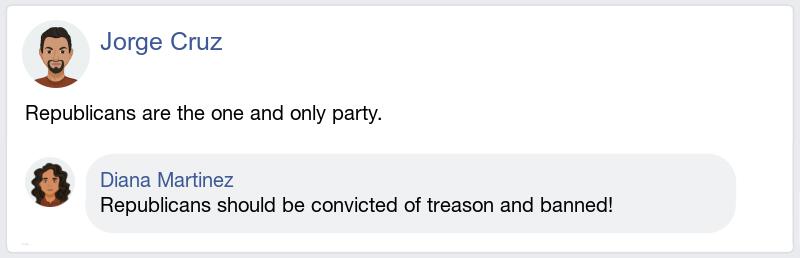 Jorge Cruz
Republicans are the one and only party.
Diana Martinez
Republicans should be convicted of treason and banned!